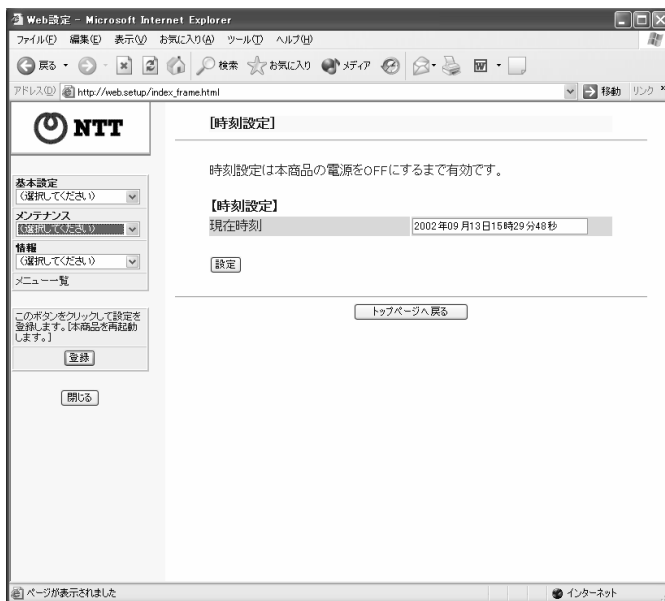 Web設定 - Microsoft Internet Explorer
ファイル(F) 編集(E) 表示(V) お気に入り(A) ツール(T) ヘルプ(H)
戻る 検索 お気に入り メディア
アドレス(D) http://web.setup/index_frame.html 移動 リンク »
NTT
[時刻設定]
時刻設定は本商品の電源をOFFにするまで有効です。
【時刻設定】
現在時刻 2002年09月13日15時29分48秒
設定
トップページへ戻る
基本設定
(選択してください)
メンテナンス
(選択してください)
情報
(選択してください)
メニュー一覧
このボタンをクリックして設定を
登録します。[本商品を再起動
します。]
登録
閉じる
ページが表示されました インターネット